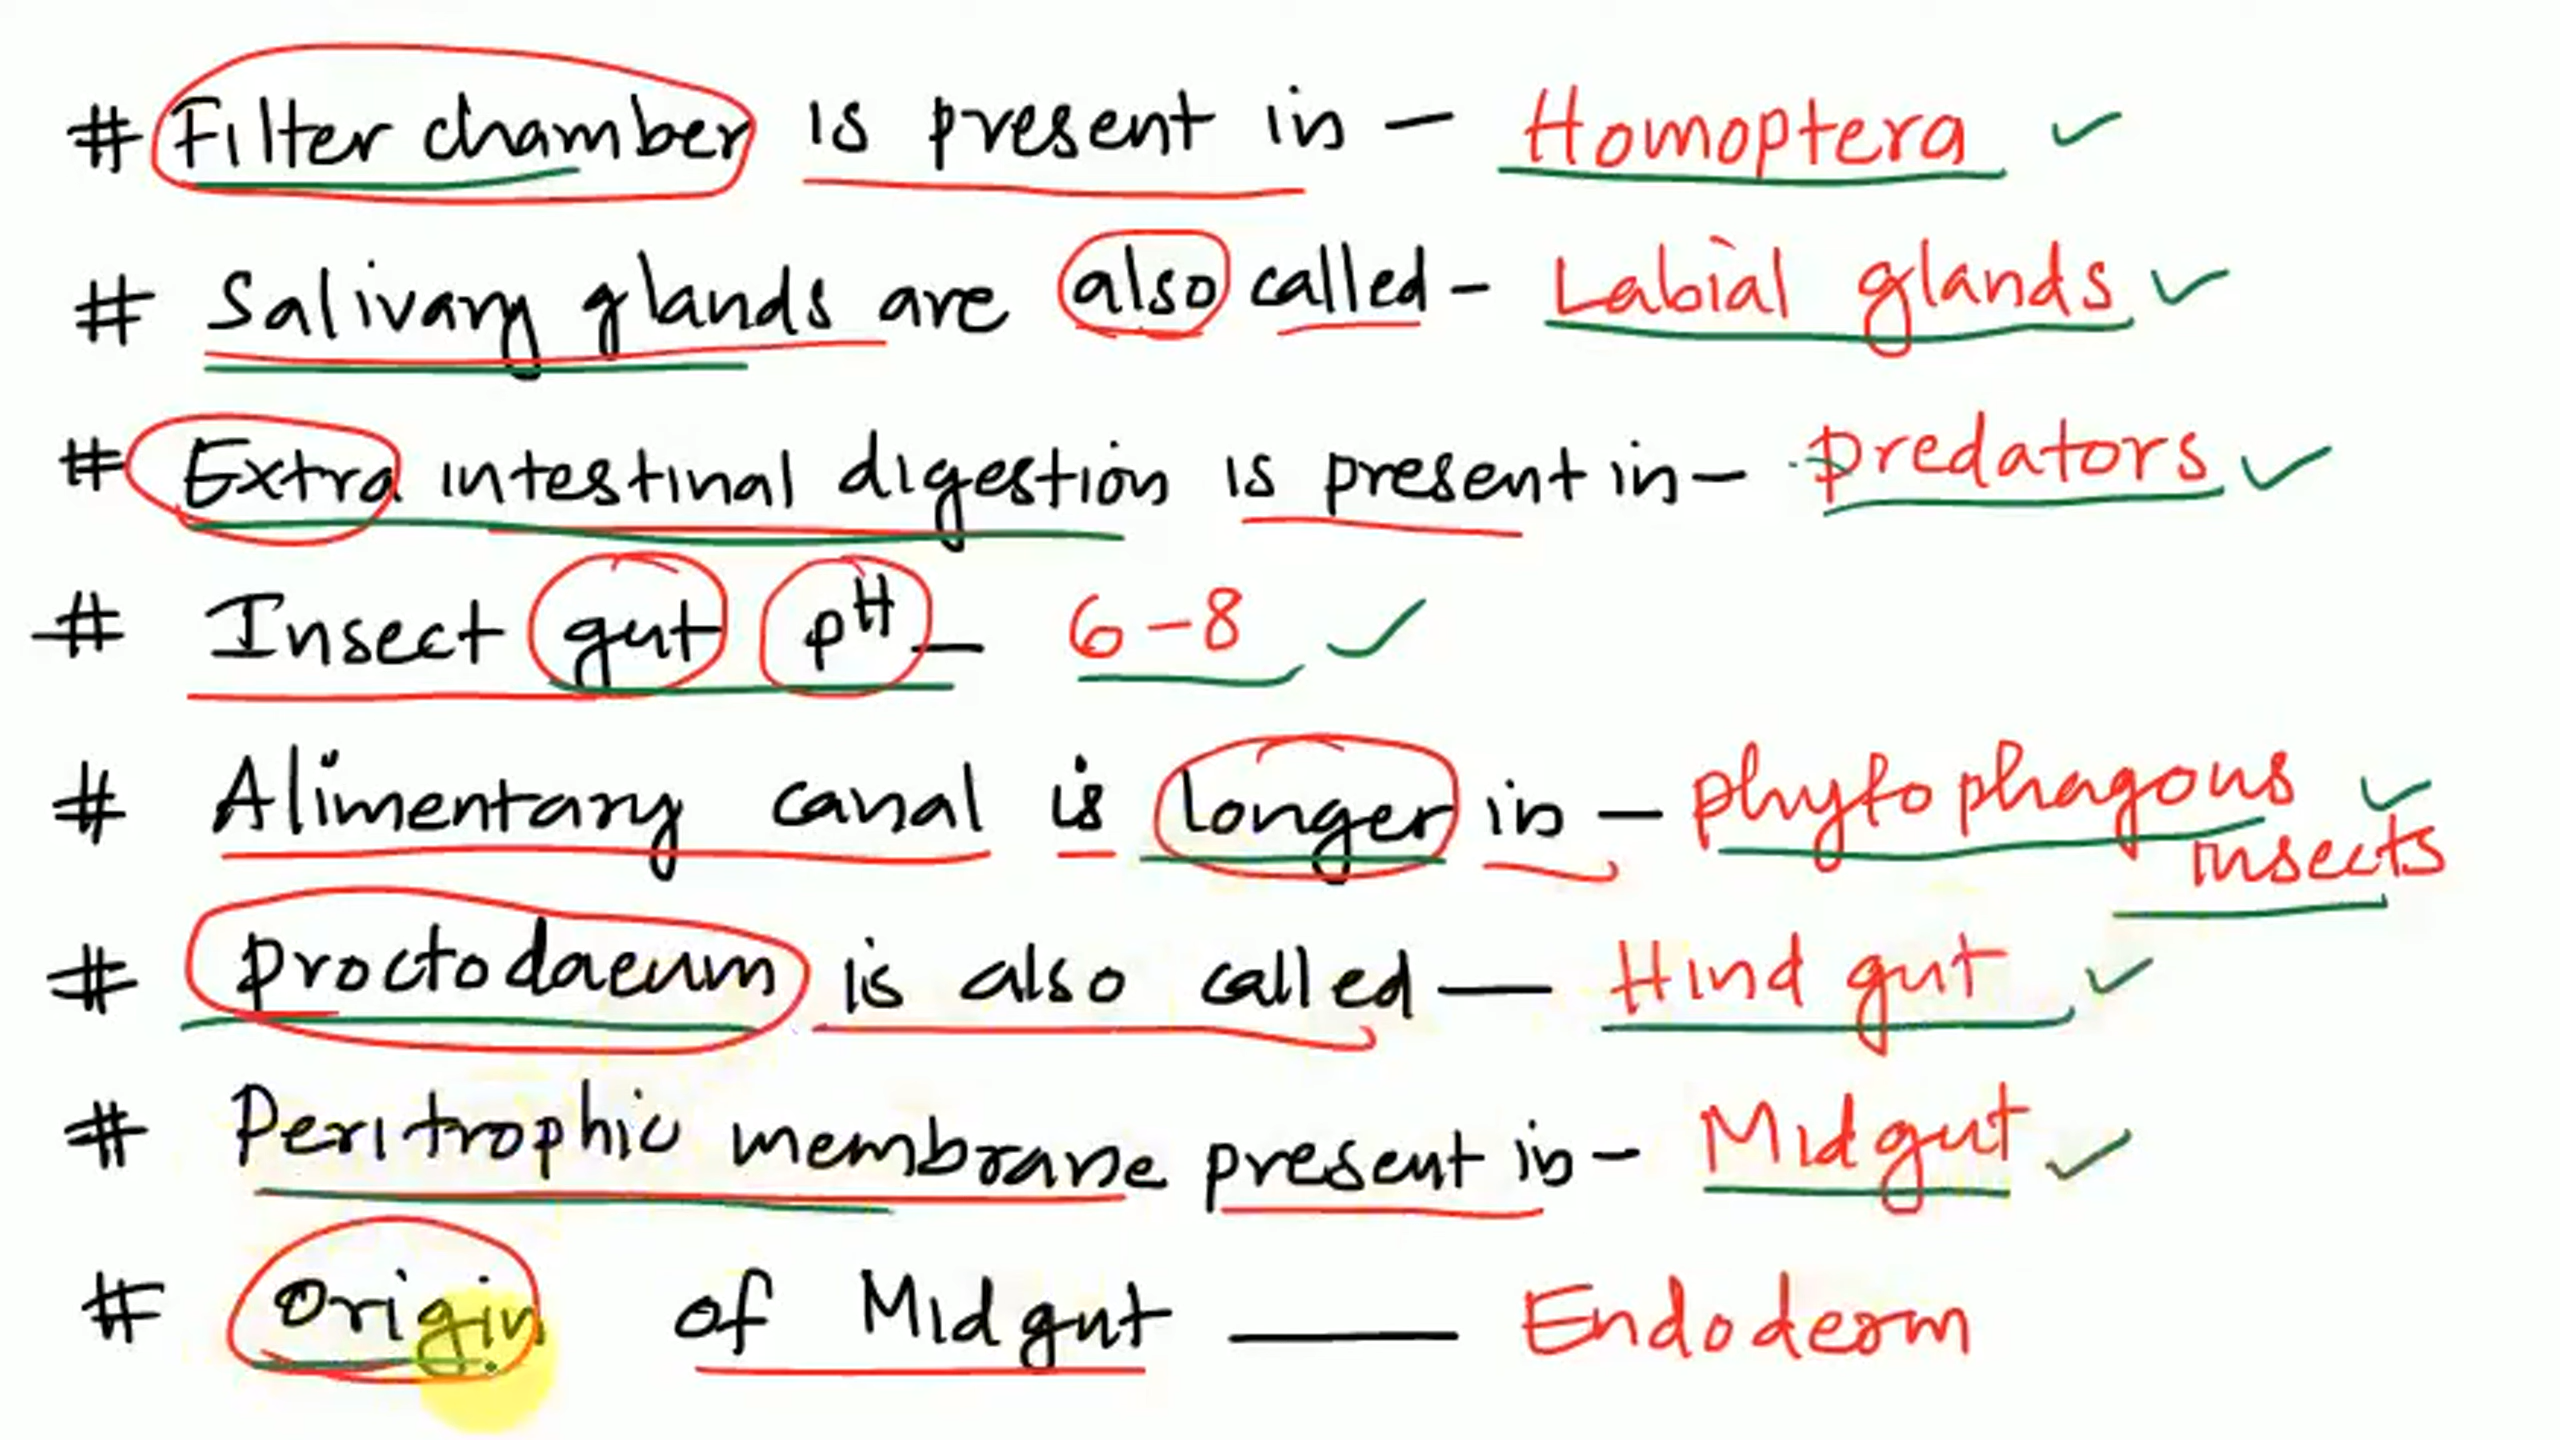 # Filter chamber is present in - Homoptera ✓
# Salivary glands are also called - Labial glands ✓
# Extra intestinal digestion is present in - predators ✓
# Insect gut pH - 6-8 ✓
# Alimentary canal is longer in - phytophagous ✓
insects
# proctodaeum is also called - Hind gut ✓
# Peritrophic membrane present in - Midgut ✓
# Origin of Midgut - Endoderm